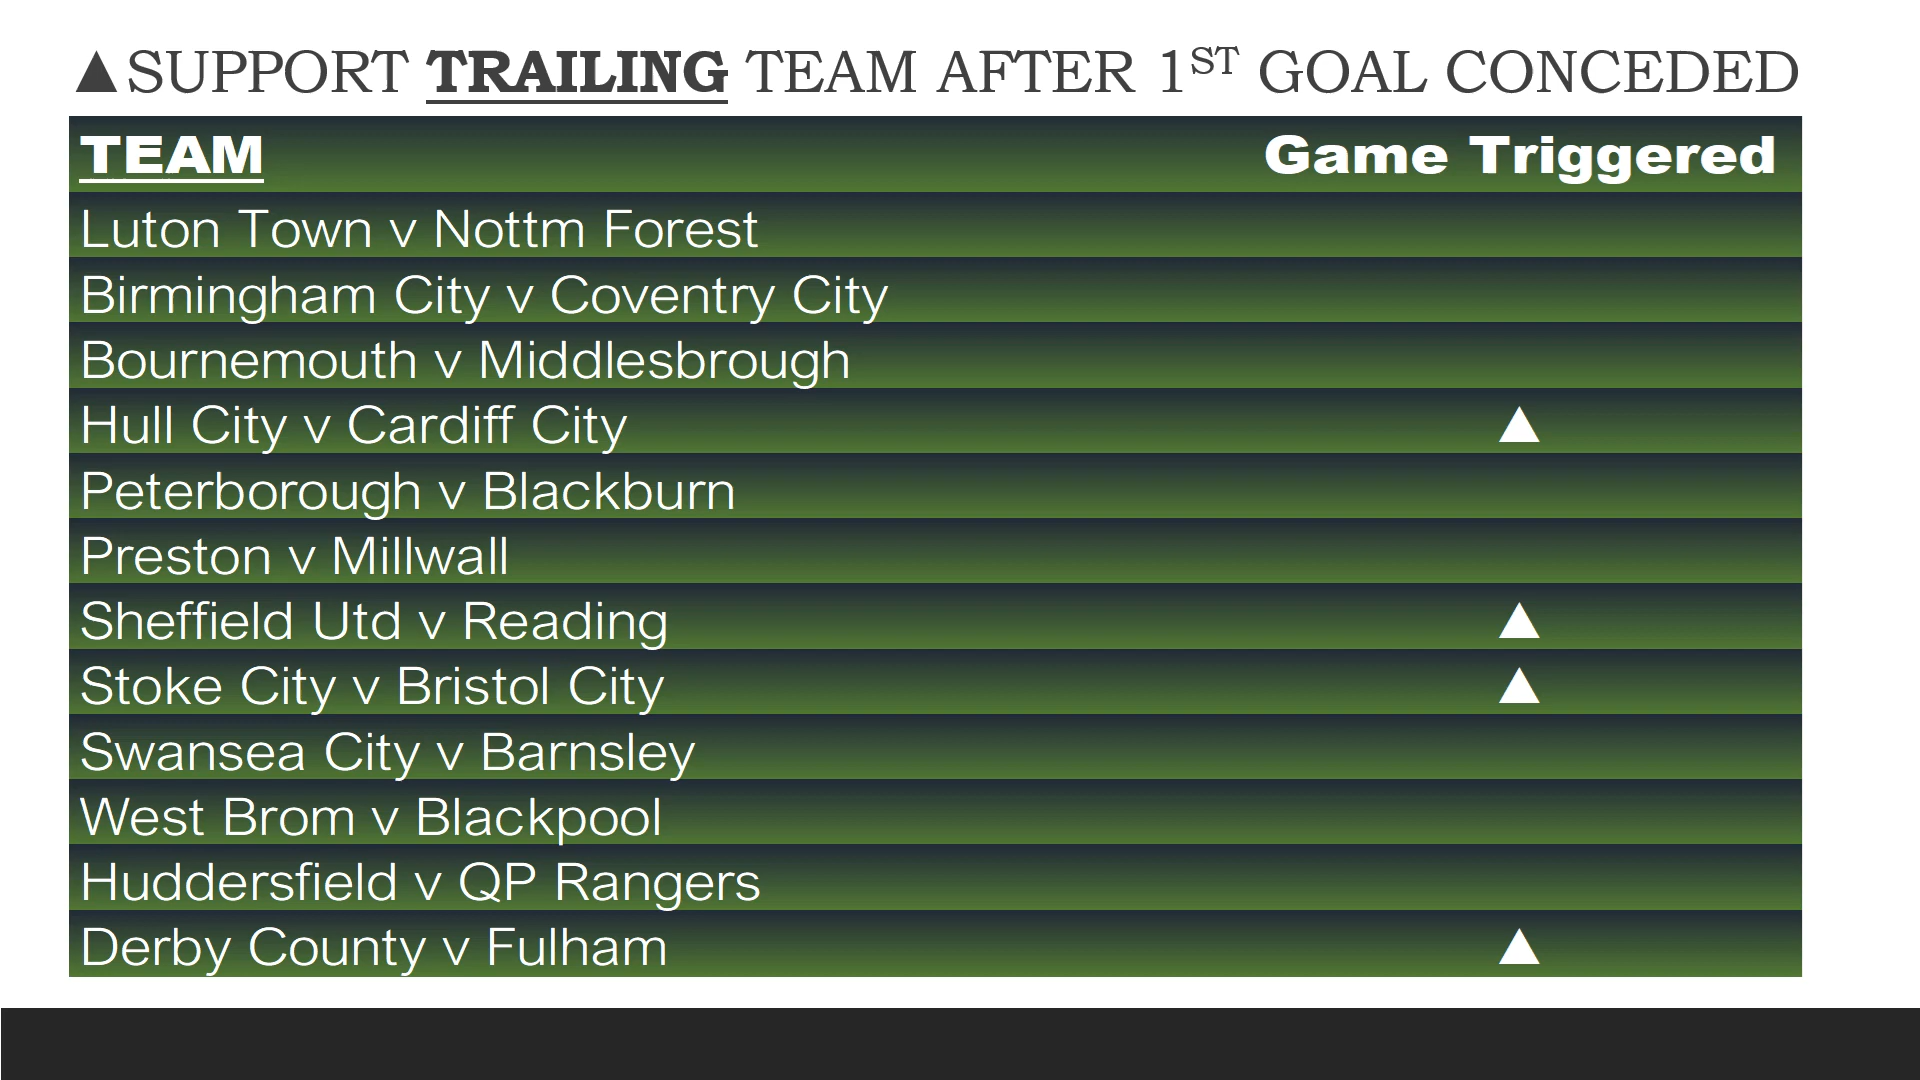 ▲SUPPORT TRAILING TEAM AFTER 1ST GOAL CONCEDED
TEAM Game Triggered
Luton Town v Nottm Forest
Birmingham City v Coventry City
Bournemouth v Middlesbrough
Hull City v Cardiff City ▲
Peterborough v Blackburn
Preston v Millwall
Sheffield Utd v Reading ▲
Stoke City v Bristol City ▲
Swansea City v Barnsley
West Brom v Blackpool
Huddersfield v QP Rangers
Derby County v Fulham ▲